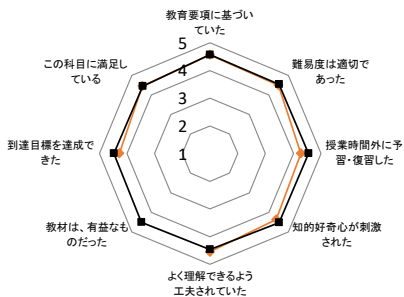 教育要項に基づい
ていた
難易度は適切で
あった
授業時間外に予
習・復習した
知的好奇心が刺激
された
よく理解できるよう
工夫されていた
教材は、有益なも
のだった
到達目標を達成で
きた
この科目に満足し
ている
5
4
3
2
1